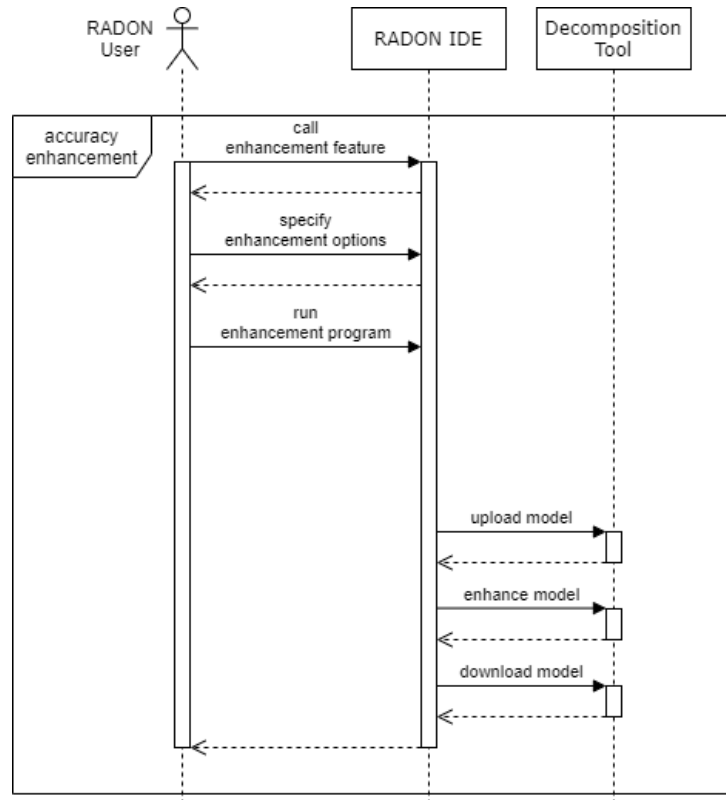 RADON
User
RADON IDE
Decomposition
Tool
accuracy
enhancement
call
enhancement feature
specify
enhancement options
run
enhancement program
upload model
enhance model
download model